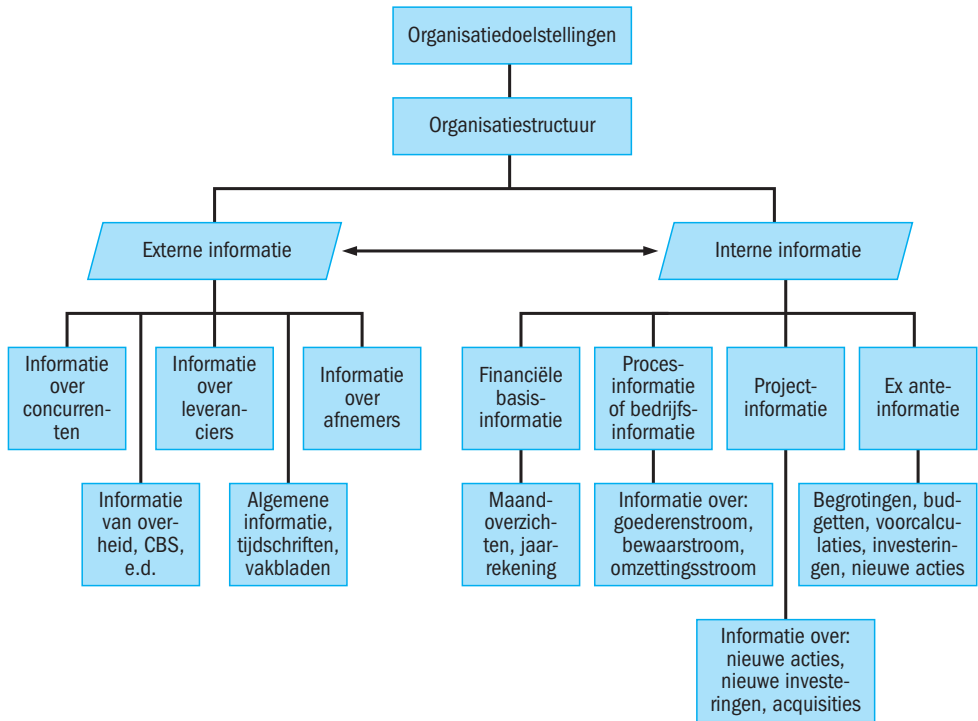 Organisatiedoelstellingen
Organisatiestructuur
Externe informatie
Interne informatie
Informatie
over
concurren-
ten
Informatie
over
leveran-
ciers
Informatie
over
afnemers
Informatie
van over-
heid, CBS,
e.d.
Algemene
informatie,
tijdschriften,
vakbladen
Financiële
basis-
informatie
Proces-
informatie
of bedrijfs-
informatie
Project-
informatie
Ex ante-
informatie
Maand-
overzich-
ten, jaar-
rekening
Informatie over:
goederenstroom,
bewaarstroom,
omzettingsstroom
Begrotingen, bud-
getten, voorcalcu-
laties, investerin-
gen, nieuwe acties
Informatie over:
nieuwe acties,
nieuwe investe-
ringen, acquisities